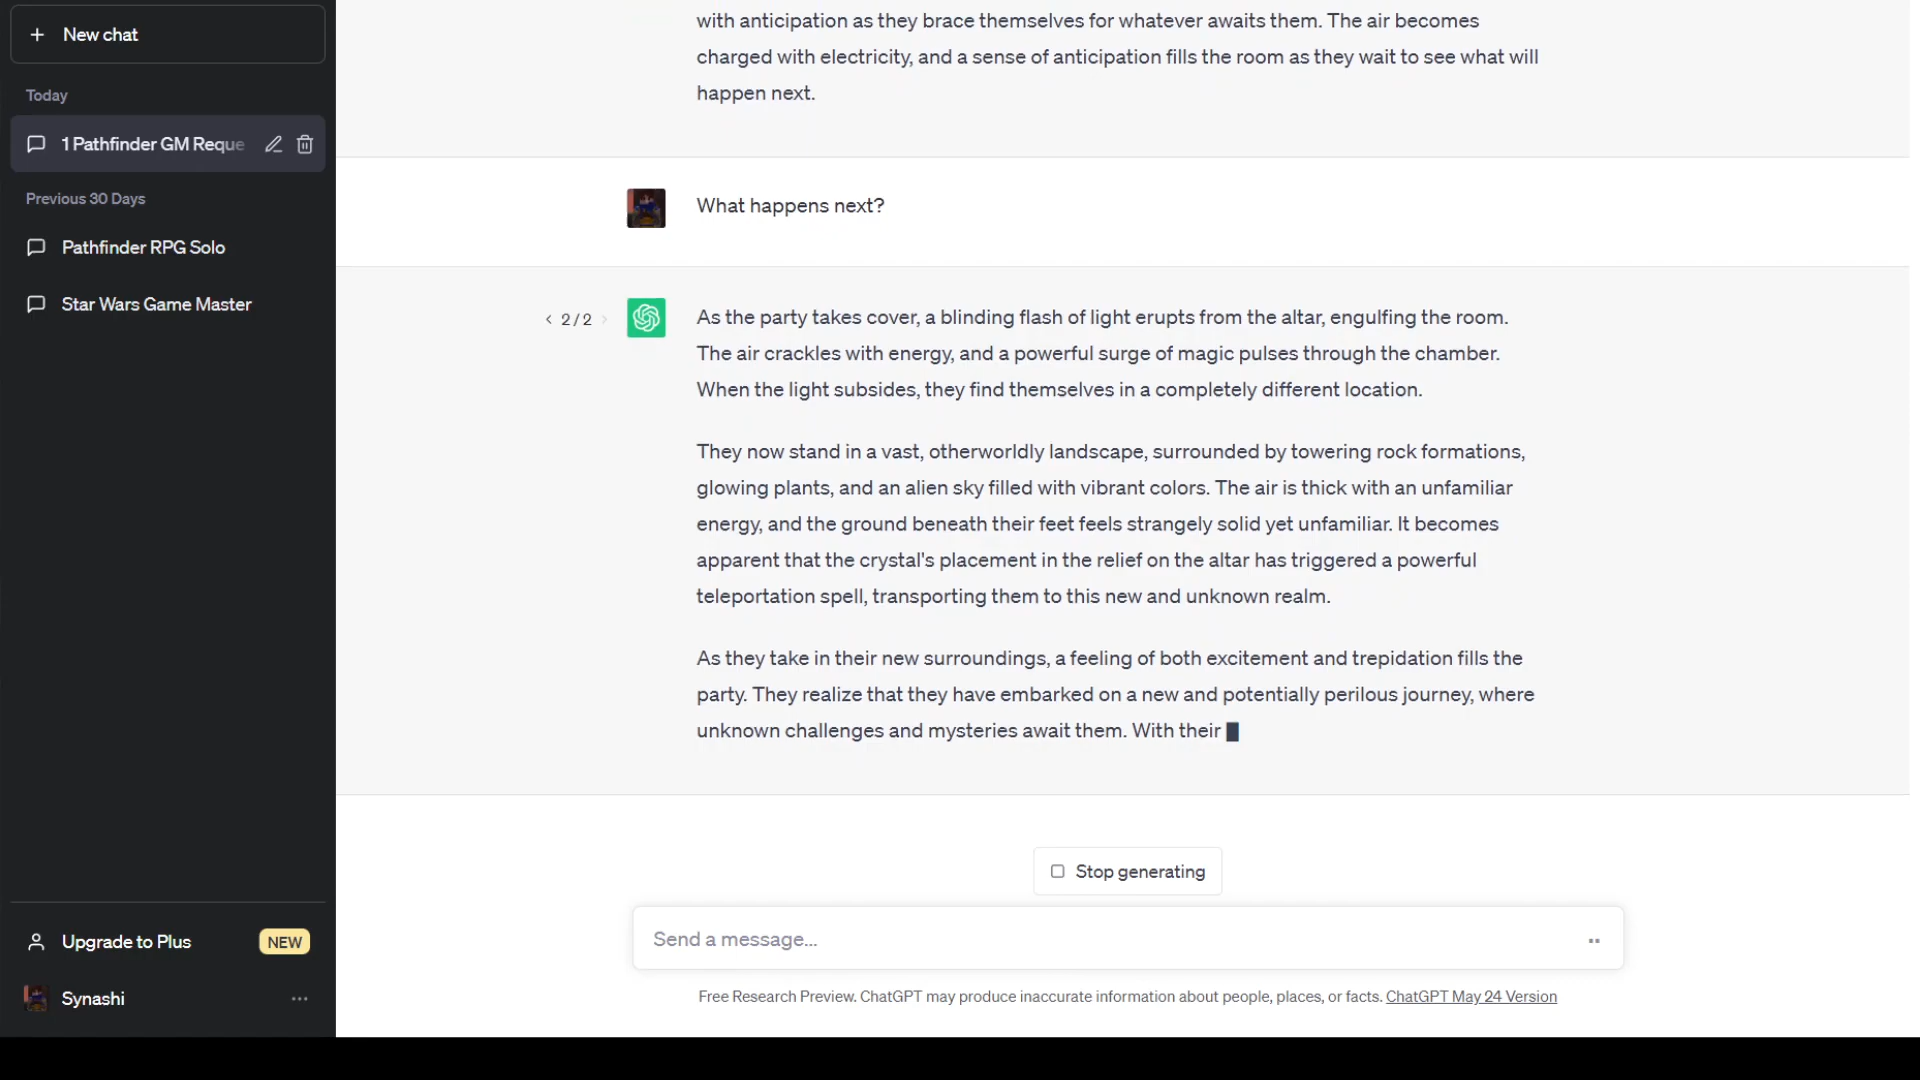 New chat
Today
1 Pathfinder GM Reque
Previous 30 Days
Pathfinder RPG Solo
Star Wars Game Master
Upgrade to Plus
NEW
Synashi
with anticipation as they brace themselves for whatever awaits them. The air becomes
charged with electricity, and a sense of anticipation fills the room as they wait to see what will
happen next.
What happens next?
2 / 2
As the party takes cover, a blinding flash of light erupts from the altar, engulfing the room.
The air crackles with energy, and a powerful surge of magic pulses through the chamber.
When the light subsides, they find themselves in a completely different location.
They now stand in a vast, otherworldly landscape, surrounded by towering rock formations,
glowing plants, and an alien sky filled with vibrant colors. The air is thick with an unfamiliar
energy, and the ground beneath their feet feels strangely solid yet unfamiliar. It becomes
apparent that the crystal's placement in the relief on the altar has triggered a powerful
teleportation spell, transporting them to this new and unknown realm.
As they take in their new surroundings, a feeling of both excitement and trepidation fills the
party. They realize that they have embarked on a new and potentially perilous journey, where
unknown challenges and mysteries await them. With their
Stop generating
Send a message...
Free Research Preview. ChatGPT may produce inaccurate information about people, places, or facts. ChatGPT May 24 Version